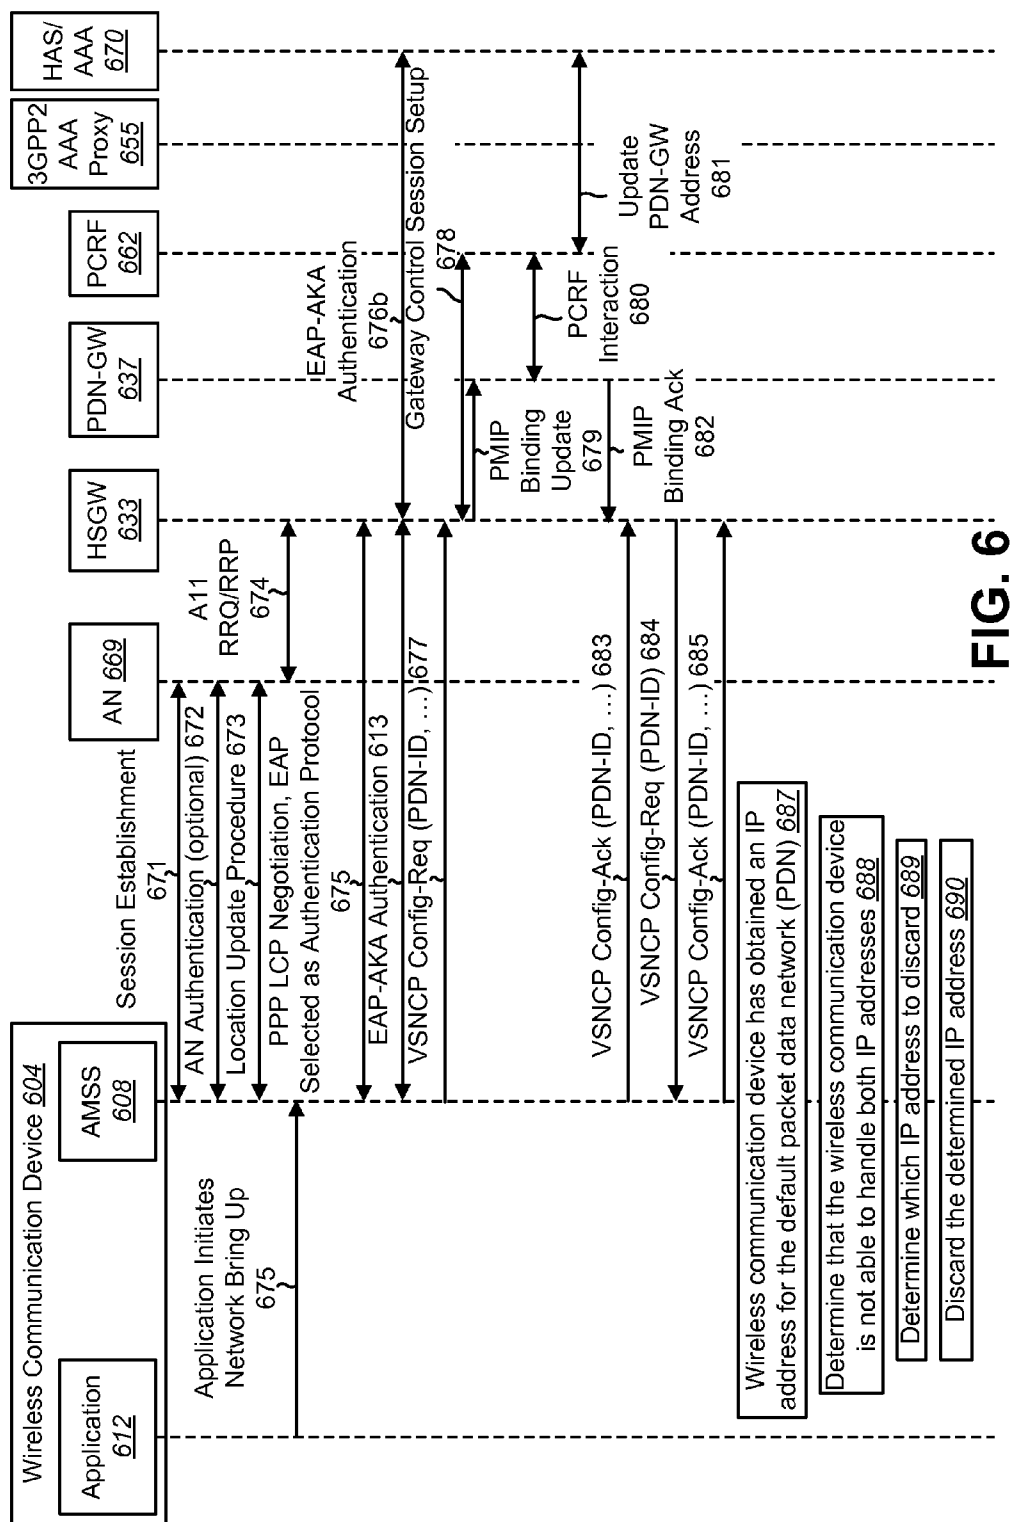 Wireless Communication Device 604
Application
612
AMSS
608
AN 669
HSGW
633
PDN-GW
637
PCRF
662
3GPP2
AAA
Proxy
655
HAS/
AAA
670
Session Establishment
671
AN Authentication (optional) 672
Location Update Procedure 673
PPP LCP Negotiation, EAP
Selected as Authentication Protocol
675
A11
RRQ/RRP
674
Application Initiates
Network Bring Up
675
EAP-AKA Authentication 613
EAP-AKA
Authentication
676b
VSNCP Config-Req (PDN-ID, ...) 677
Gateway Control Session Setup
678
PMIP
Binding
Update
679
PCRF
Interaction
680
Update
PDN-GW
Address
681
PMIP
Binding Ack
682
VSNCP Config-Ack (PDN-ID, ...) 683
VSNCP Config-Req (PDN-ID) 684
VSNCP Config-Ack (PDN-ID, ...) 685
Wireless communication device has obtained an IP
address for the default packet data network (PDN) 687
Determine that the wireless communication device
is not able to handle both IP addresses 688
Determine which IP address to discard 689
Discard the determined IP address 690
FIG. 6